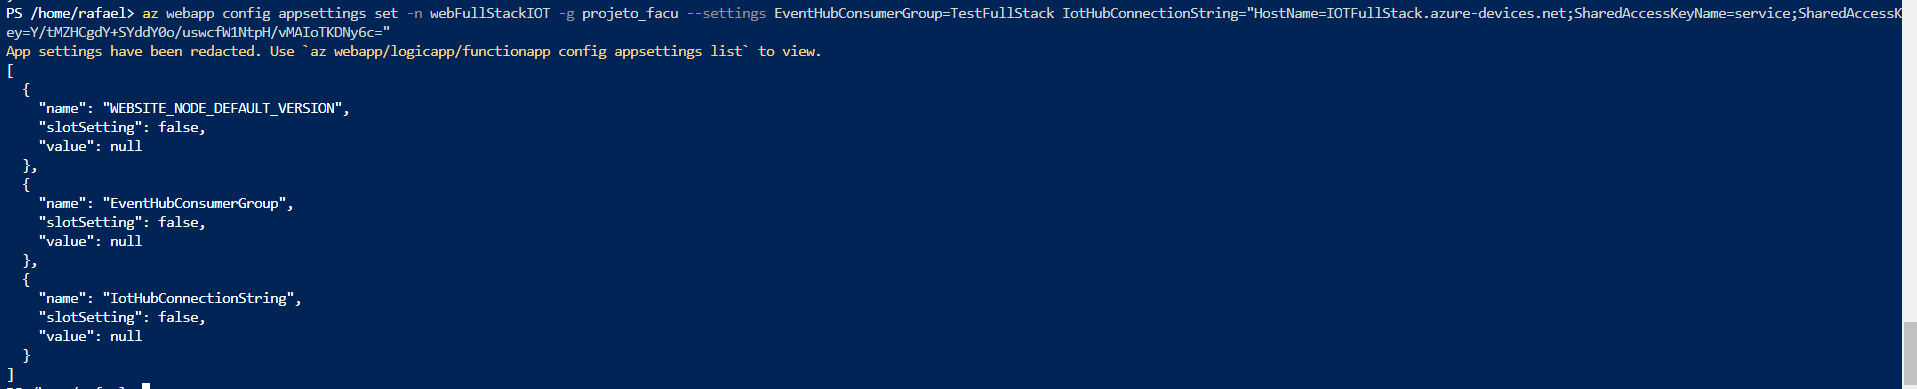 PS /home/rafael> az webapp config appsettings set -n webFullStackIOT -g projeto_facu --settings EventHubConsumerGroup=TestFullStack IotHubConnectionString="HostName=IOTFullStack.azure-devices.net;SharedAccessKeyName=service;SharedAccessK
ey=Y/tMZHCgdY+SYddY0o/uswcfW1NtpH/vMAIoTKDNy6c="
App settings have been redacted. Use `az webapp/logicapp/functionapp config appsettings list` to view.
[
  {
    "name": "WEBSITE_NODE_DEFAULT_VERSION",
    "slotSetting": false,
    "value": null
  },
  {
    "name": "EventHubConsumerGroup",
    "slotSetting": false,
    "value": null
  },
  {
    "name": "IotHubConnectionString",
    "slotSetting": false,
    "value": null
  }
]